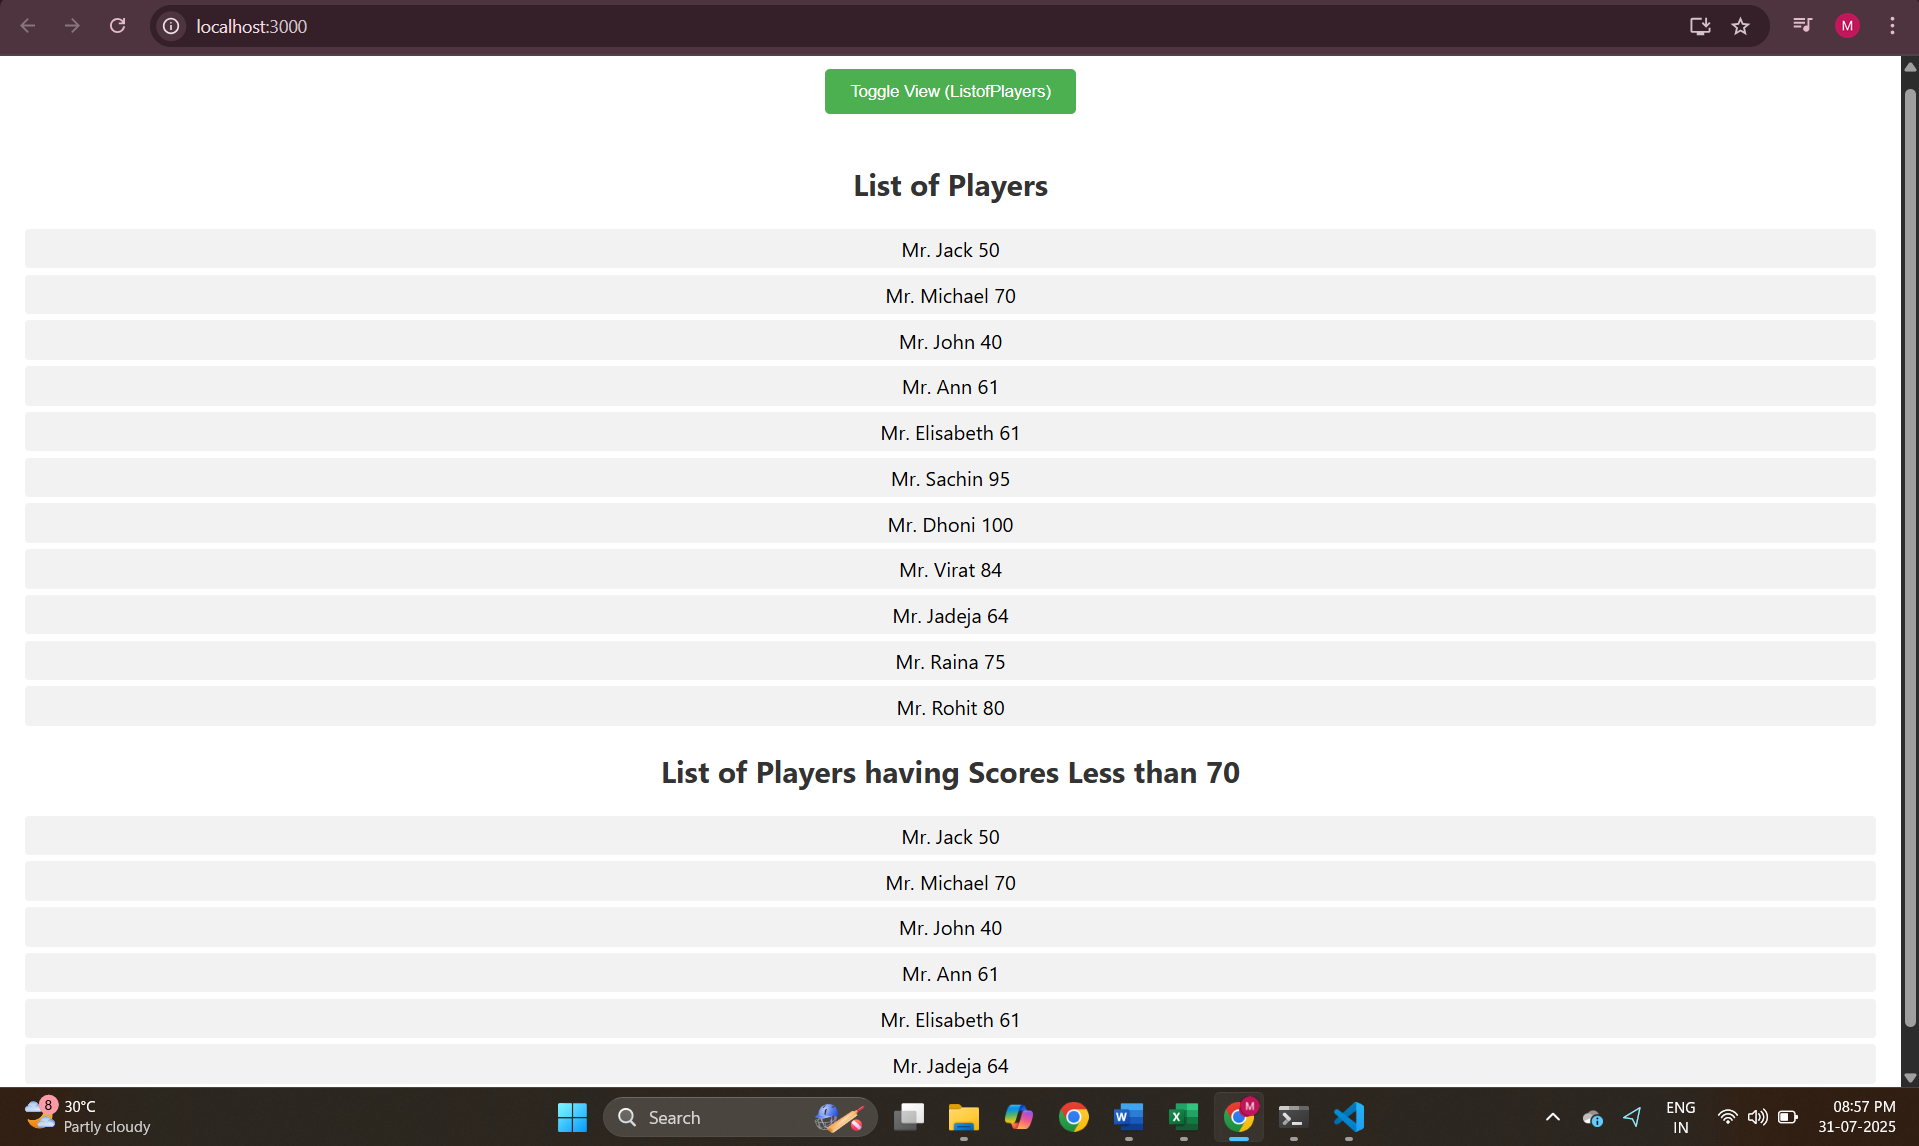 localhost:3000
M
Toggle View (ListofPlayers)
List of Players
Mr. Jack 50
Mr. Michael 70
Mr. John 40
Mr. Ann 61
Mr. Elisabeth 61
Mr. Sachin 95
Mr. Dhoni 100
Mr. Virat 84
Mr. Jadeja 64
Mr. Raina 75
Mr. Rohit 80
List of Players having Scores Less than 70
Mr. Jack 50
Mr. Michael 70
Mr. John 40
Mr. Ann 61
Mr. Elisabeth 61
Mr. Jadeja 64
8
30°C
Partly cloudy
Search
W
X
M
ENG
IN
08:57 PM
31-07-2025